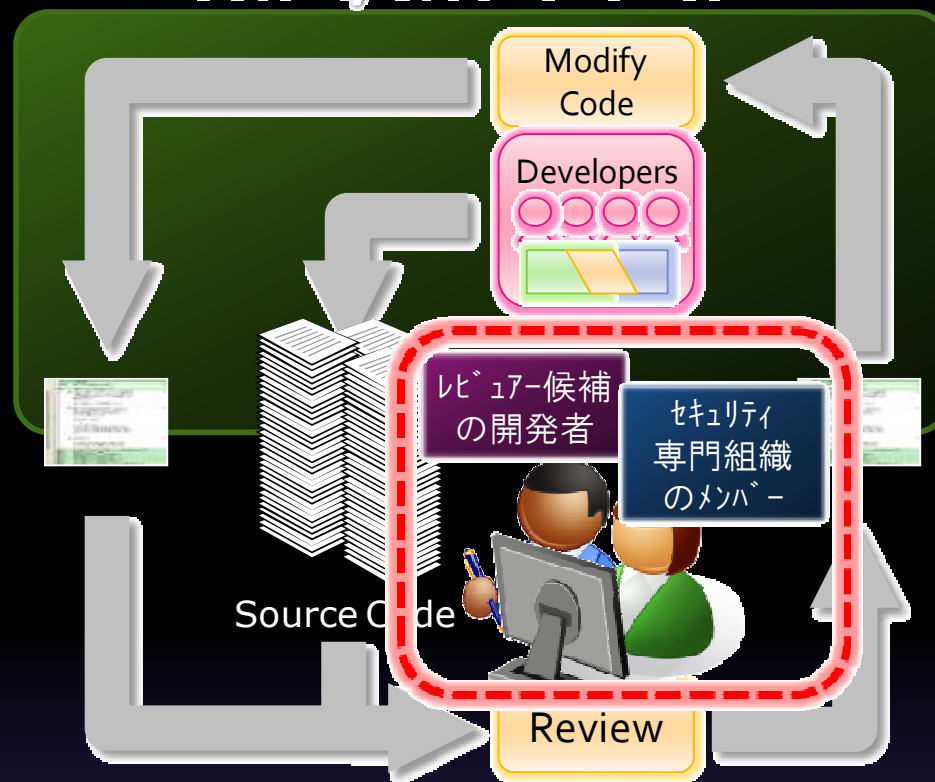 Modify
Code
Developers
ﾚﾋﾞｭｱｰ候補
の開発者
ｾｷｭﾘﾃｨ
専門組織
のﾒﾝﾊﾞｰ
Source C de
Review